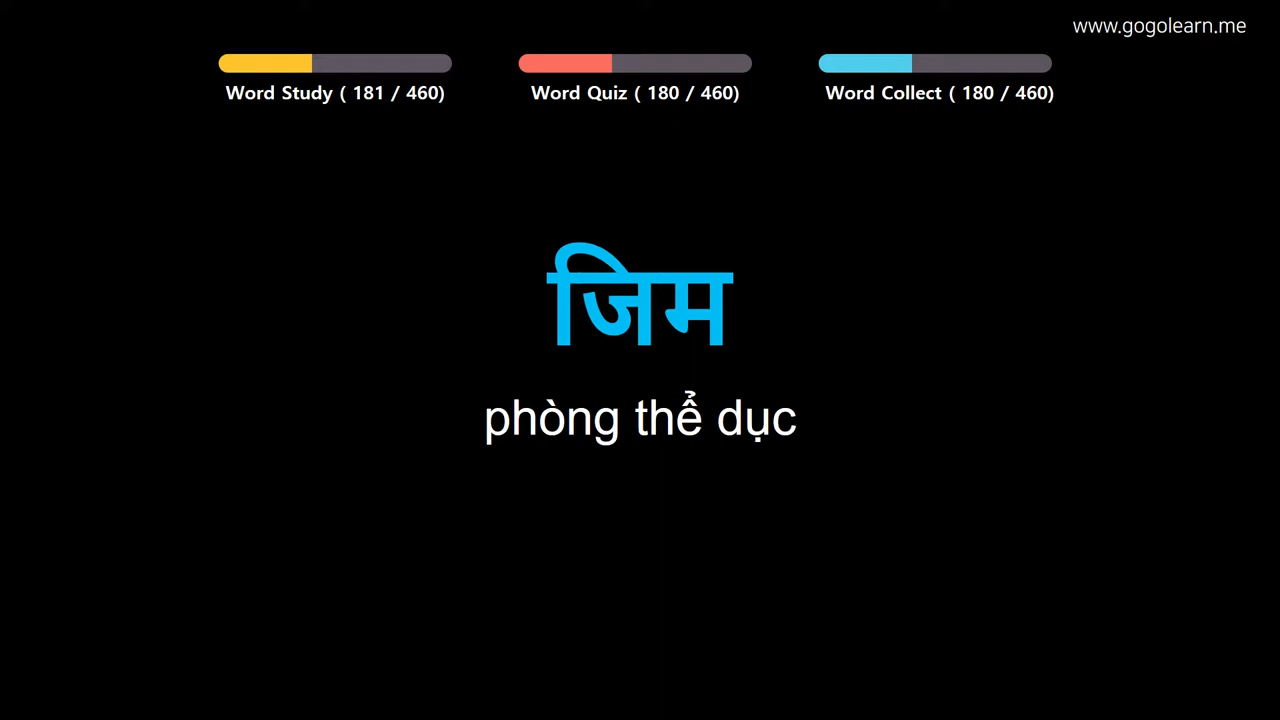 www.gogolearn.me
Word Study ( 181 / 460)
Word Quiz ( 180 / 460)
Word Collect ( 180 / 460)
जिम
phòng thể dục